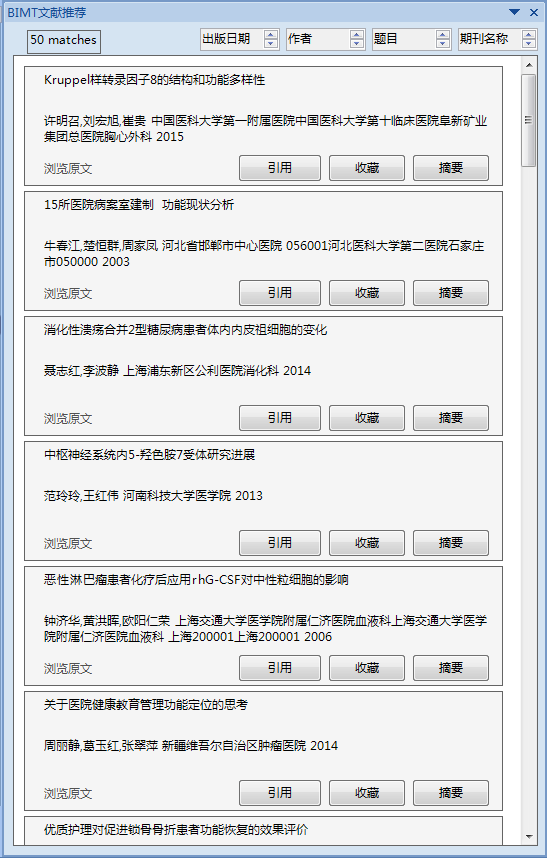 BIMT文献推荐
50 matches
出版日期 作者 题目 期刊名称
Kruppel样转录因子8的结构和功能多样性
许明召,刘宏旭,崔贵 中国医科大学第一附属医院中国医科大学第十临床医院阜新矿业
集团总医院胸心外科 2015
浏览原文 引用 收藏 摘要
15所医院病案室建制 功能现状分析
牛春江,楚恒群,周家凤 河北省邯郸市中心医院 056001河北医科大学第二医院石家庄
市050000 2003
浏览原文 引用 收藏 摘要
消化性溃疡合并2型糖尿病患者体内内皮祖细胞的变化
聂志红,李波静 上海浦东新区公利医院消化科 2014
浏览原文 引用 收藏 摘要
中枢神经系统内5-羟色胺7受体研究进展
范玲玲,王红伟 河南科技大学医学院 2013
浏览原文 引用 收藏 摘要
恶性淋巴瘤患者化疗后应用rhG-CSF对中性粒细胞的影响
钟济华,黄洪晖,欧阳仁荣 上海交通大学医学院附属仁济医院血液科上海交通大学医学
院附属仁济医院血液科 上海200001上海200001 2006
浏览原文 引用 收藏 摘要
关于医院健康教育管理功能定位的思考
周丽静,葛玉红,张翠萍 新疆维吾尔自治区肿瘤医院 2014
浏览原文 引用 收藏 摘要
优质护理对促进锁骨骨折患者功能恢复的效果评价